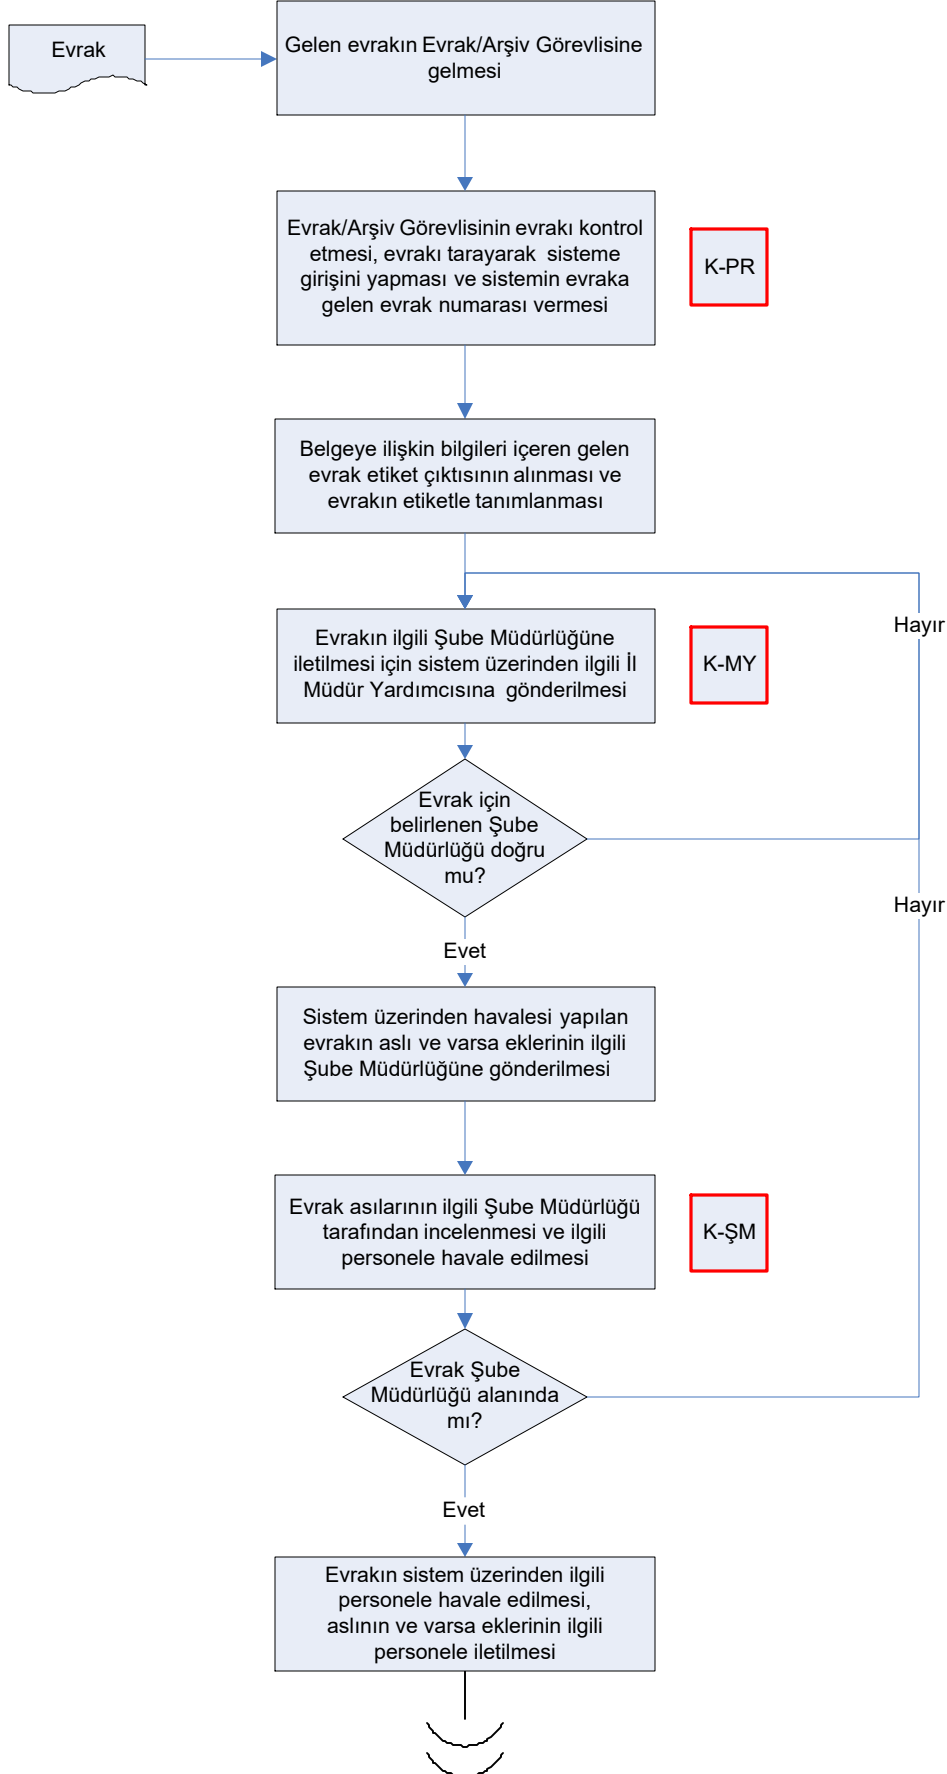 Evrak
Gelen evrakın Evrak/Arşiv Görevlisine
gelmesi
Evrak/Arşiv Görevlisinin evrakı kontrol
etmesi, evrakı tarayarak sisteme
girişini yapması ve sistemin evraka
gelen evrak numarası vermesi
K-PR
Belgeye ilişkin bilgileri içeren gelen
evrak etiket çıktısının alınması ve
evrakın etiketle tanımlanması
Hayır
Evrakın ilgili Şube Müdürlüğüne
iletilmesi için sistem üzerinden ilgili İl
Müdür Yardımcısına gönderilmesi
K-MY
Evrak için
belirlenen Şube
Müdürlüğü doğru
mu?
Hayır
Evet
Sistem üzerinden havalesi yapılan
evrakın aslı ve varsa eklerinin ilgili
Şube Müdürlüğüne gönderilmesi
Evrak asılarının ilgili Şube Müdürlüğü
tarafından incelenmesi ve ilgili
personele havale edilmesi
K-ŞM
Evrak Şube
Müdürlüğü alanında
mı?
Evet
Evrakın sistem üzerinden ilgili
personele havale edilmesi,
aslının ve varsa eklerinin ilgili
personele iletilmesi